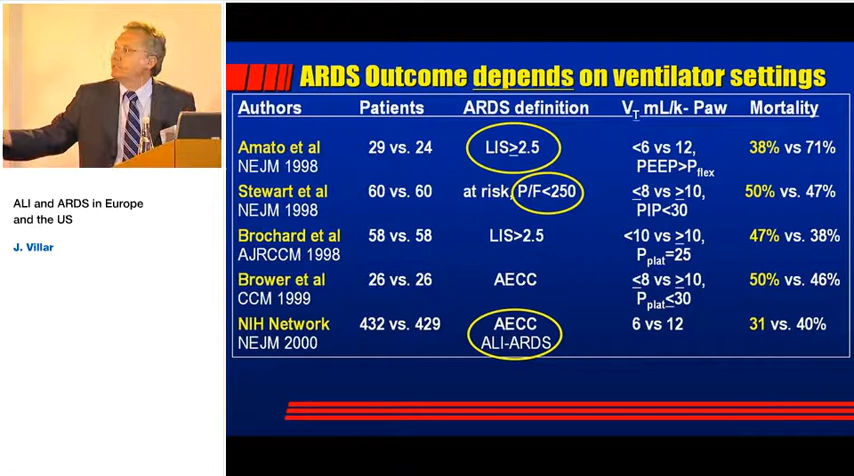 ALI and ARDS in Europe
and the US
J. Villar
ARDS Outcome depends on ventilator settings
Authors Patients ARDS definition VT mL/k- Paw Mortality
Amato et al 29 vs. 24 LIS≥2.5 <6 vs 12, 38% vs 71%
NEJM 1998 PEEP>Pflex
Stewart et al 60 vs. 60 at risk, P/F<250 ≤8 vs ≥10, 50% vs. 47%
NEJM 1998 PIP<30
Brochard et al 58 vs. 58 LIS>2.5 <10 vs ≥10, 47% vs. 38%
AJRCCM 1998 Pplat=25
Brower et al 26 vs. 26 AECC ≤8 vs ≥10, 50% vs. 46%
CCM 1999 Pplat≤30
NIH Network 432 vs. 429 AECC 6 vs 12 31 vs. 40%
NEJM 2000 ALI-ARDS